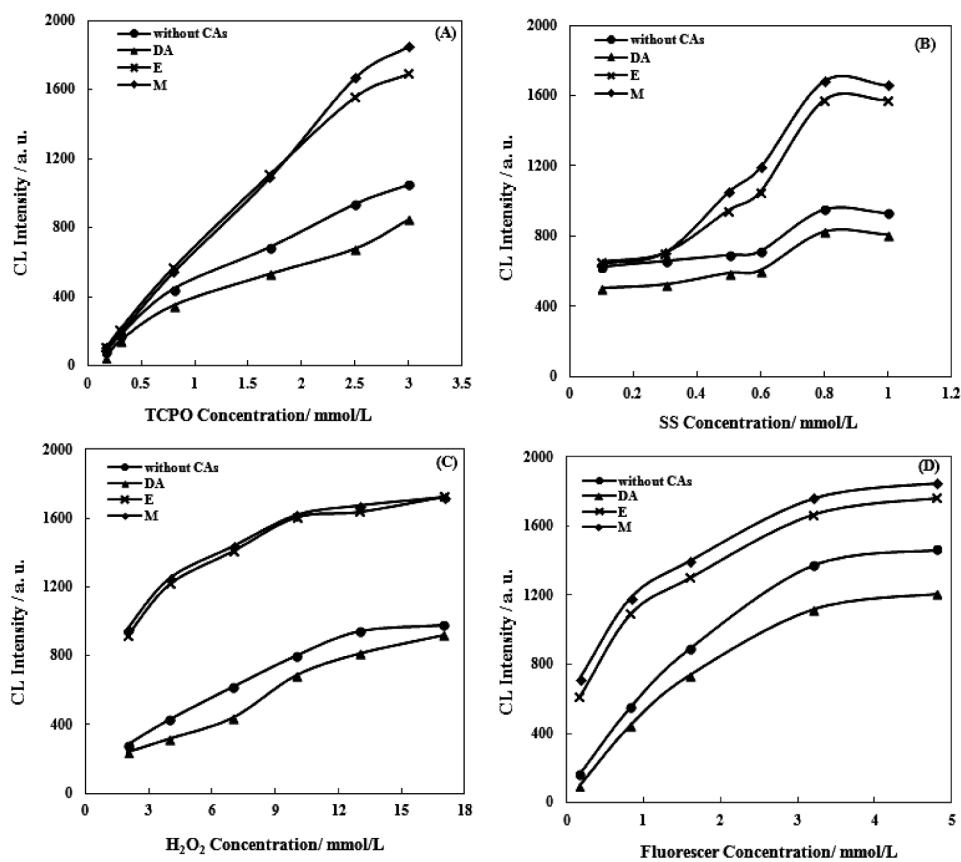 2000
1600
1200
800
400
0
CL Intensity / a. u.
without CAs
DA
E
M
(A)
0 0.5 1 1.5 2 2.5 3 3.5
TCPO Concentration/ mmol/L
2000
1600
1200
800
400
0
CL Intensity / a. u.
without CAs
DA
E
M
(B)
0 0.2 0.4 0.6 0.8 1 1.2
SS Concentration/ mmol/L
2000
1600
1200
800
400
0
CL Intensity / a. u.
without CAs
DA
E
M
(C)
0 3 6 9 12 15 18
H₂O₂ Concentration/ mmol/L
2000
1600
1200
800
400
0
CL Intensity / a. u.
without CAs
DA
E
M
(D)
0 1 2 3 4 5
Fluorescer Concentration/ mmol/L